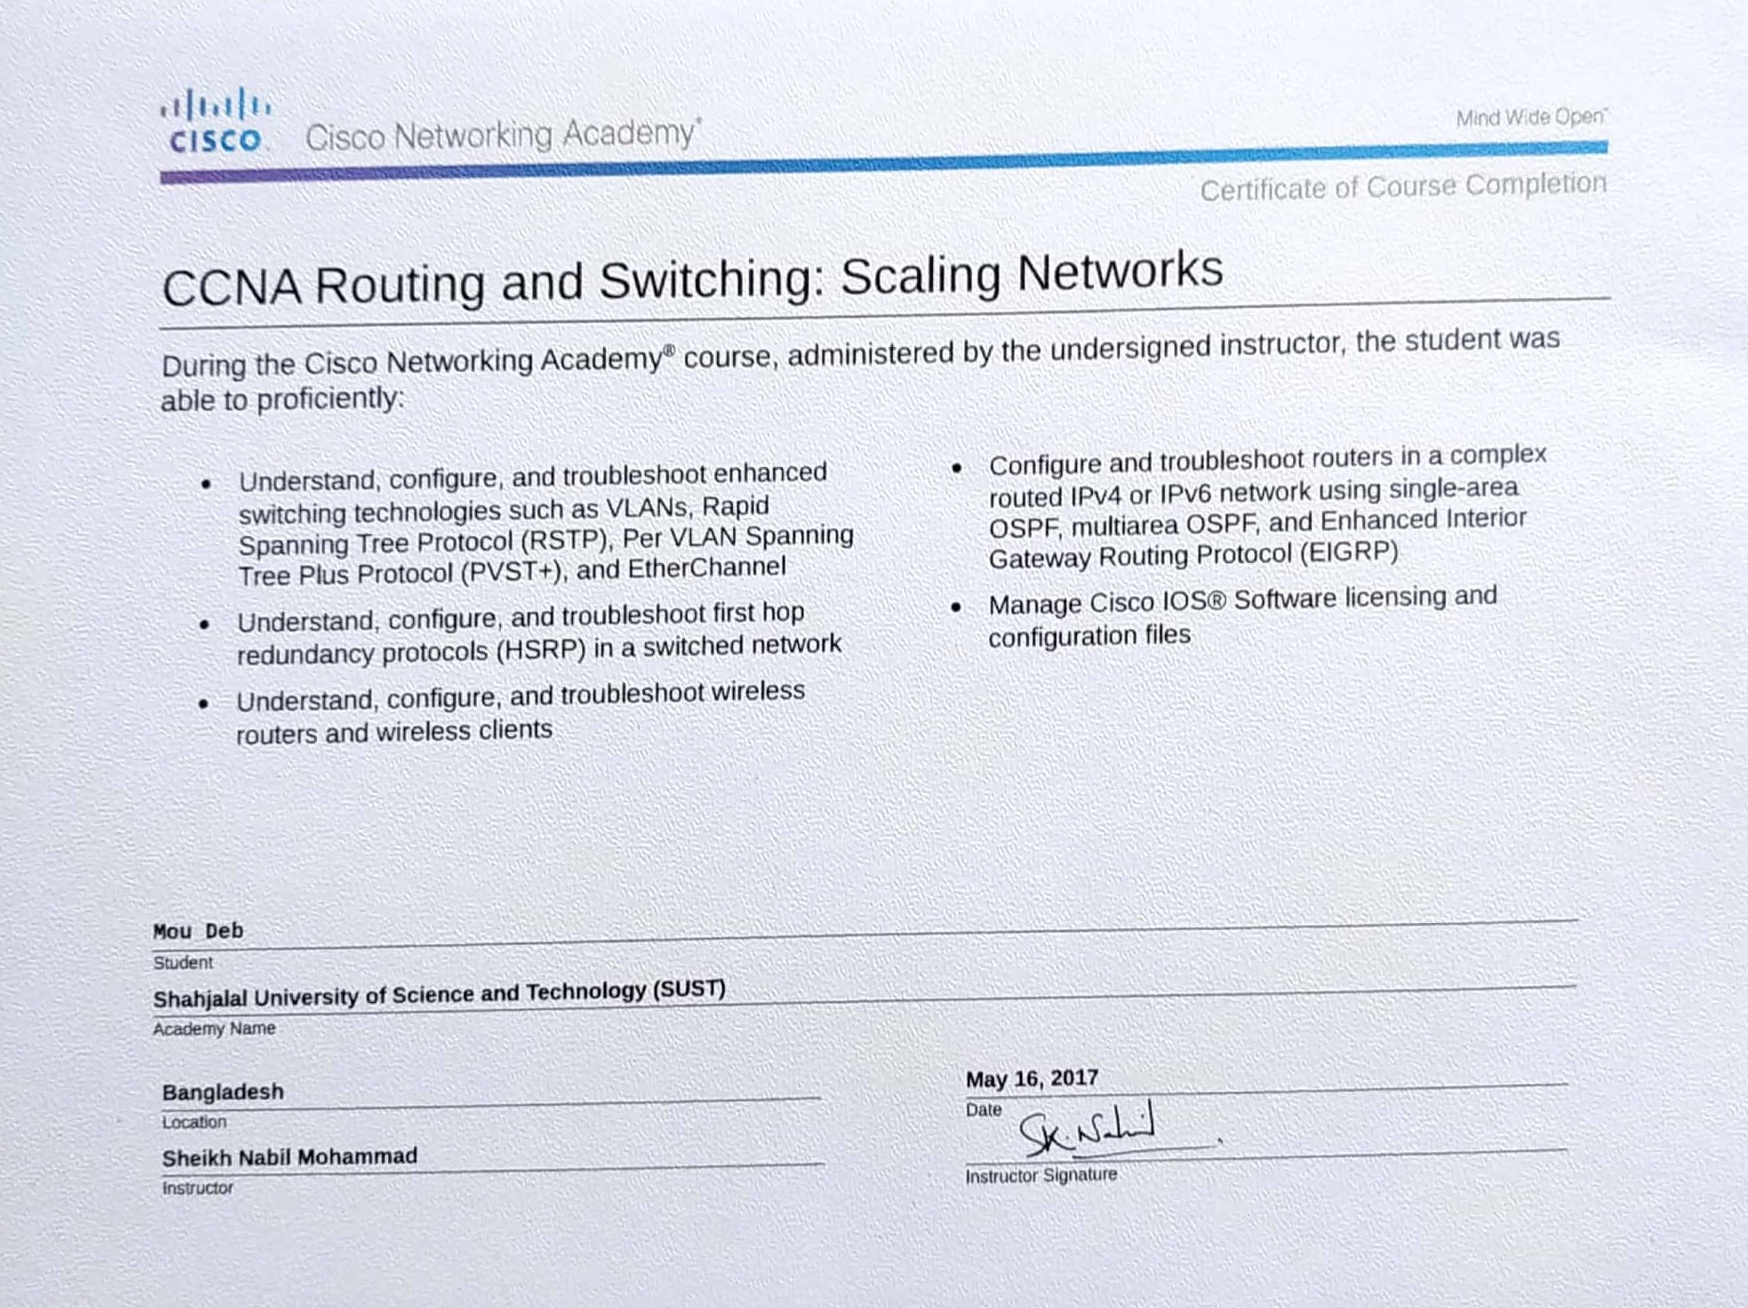 CISCO
Cisco Networking Academy®
Mind Wide Open™
Certificate of Course Completion
CCNA Routing and Switching: Scaling Networks
During the Cisco Networking Academy® course, administered by the undersigned instructor, the student was
able to proficiently:
• Understand, configure, and troubleshoot enhanced
switching technologies such as VLANs, Rapid
Spanning Tree Protocol (RSTP), Per VLAN Spanning
Tree Plus Protocol (PVST+), and EtherChannel
• Understand, configure, and troubleshoot first hop
redundancy protocols (HSRP) in a switched network
• Understand, configure, and troubleshoot wireless
routers and wireless clients
• Configure and troubleshoot routers in a complex
routed IPv4 or IPv6 network using single-area
OSPF, multiarea OSPF, and Enhanced Interior
Gateway Routing Protocol (EIGRP)
• Manage Cisco IOS® Software licensing and
configuration files
Mou Deb
Student
Shahjalal University of Science and Technology (SUST)
Academy Name
Bangladesh
Location
Sheikh Nabil Mohammad
Instructor
May 16, 2017
Date
SK. Nabil
Instructor Signature